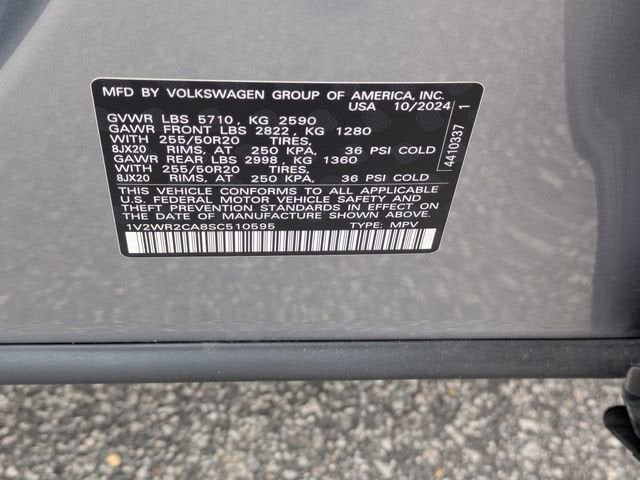 MFD BY VOLKSWAGEN GROUP OF AMERICA, INC.
USA 10/2024
GVWR LBS 5710, KG 2590
GAWR FRONT LBS 2822, KG 1280
WITH 255/50R20 TIRES,
8JX20 RIMS, AT 250 KPA, 36 PSI COLD
GAWR REAR LBS 2998, KG 1360
WITH 255/50R20 TIRES,
8JX20 RIMS, AT 250 KPA, 36 PSI COLD
THIS VEHICLE CONFORMS TO ALL APPLICABLE
U.S. FEDERAL MOTOR VEHICLE SAFETY AND
THEFT PREVENTION STANDARDS IN EFFECT ON THE
DATE OF MANUFACTURE SHOWN ABOVE.
1V2WR2CA8SC510595 TYPE: MPV
4410337 1